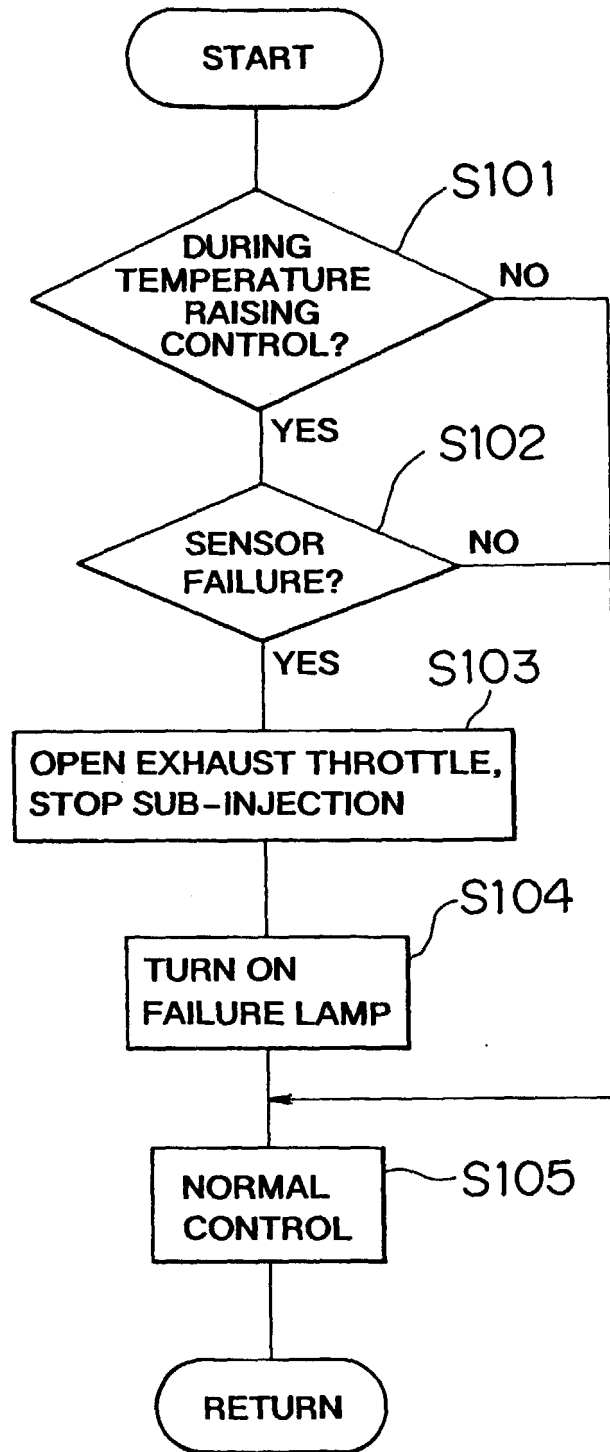 START
S101
DURING
TEMPERATURE
RAISING
CONTROL?
NO
YES
S102
SENSOR
FAILURE?
NO
YES
S103
OPEN EXHAUST THROTTLE,
STOP SUB-INJECTION
S104
TURN ON
FAILURE LAMP
S105
NORMAL
CONTROL
RETURN